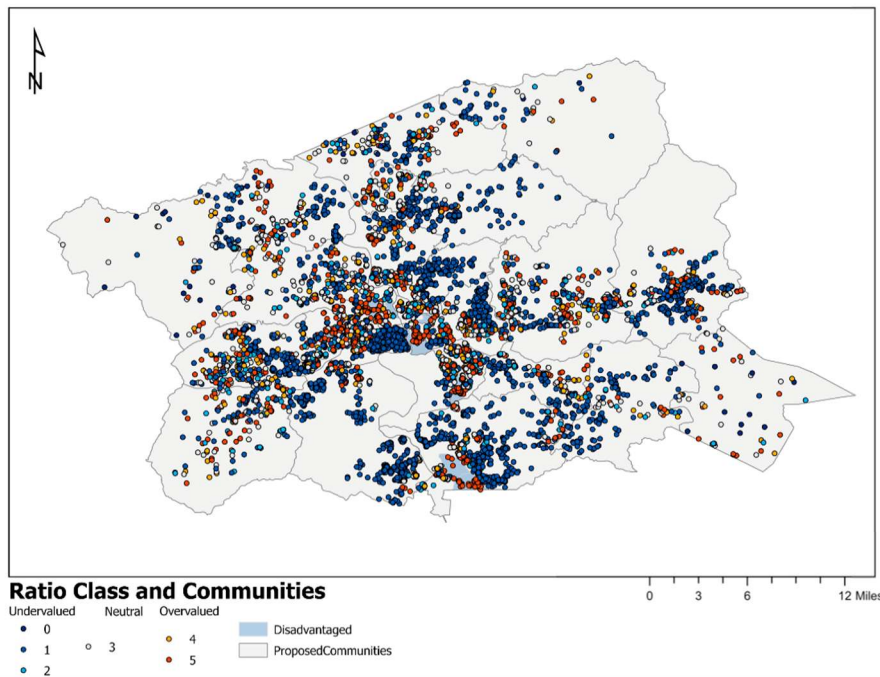 N
Ratio Class and Communities
Undervalued Neutral Overvalued
0 3 6 12 Miles
0
1
2
3
4
5
Disadvantaged
ProposedCommunities